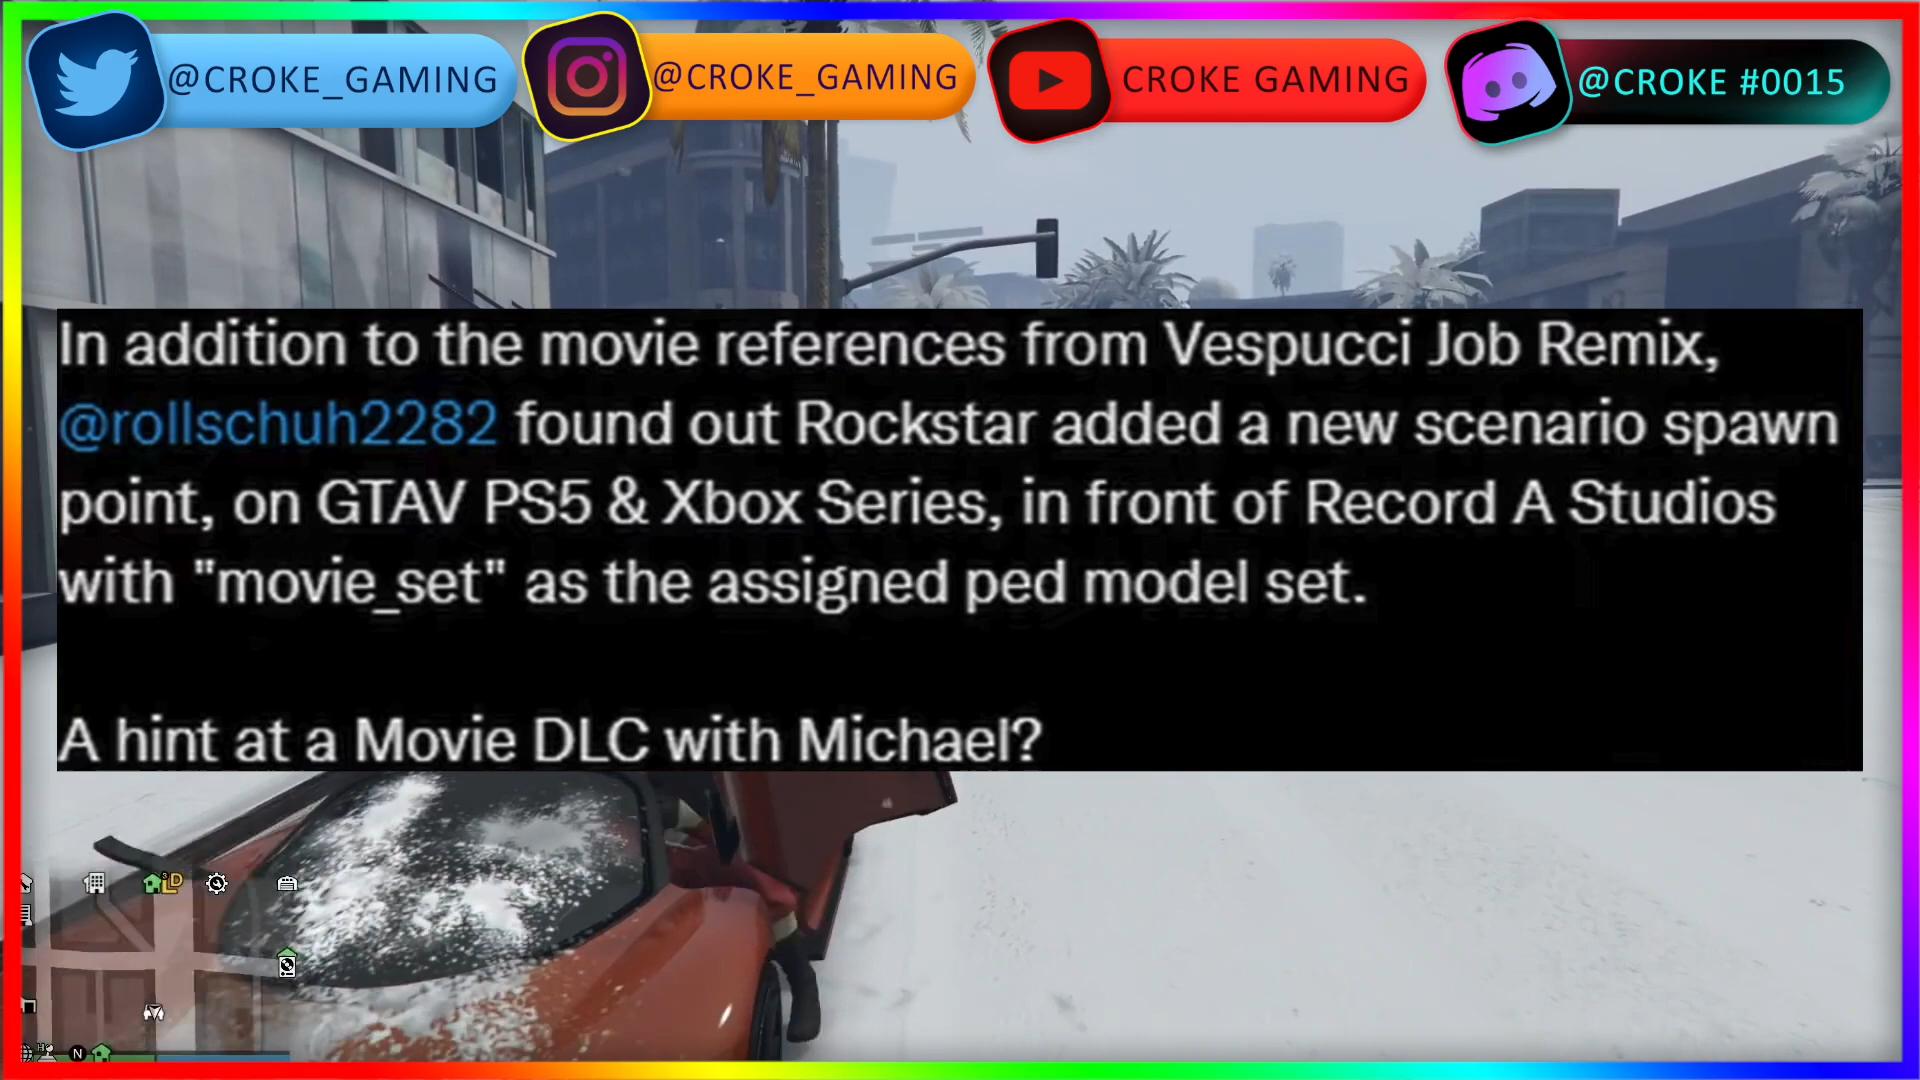 @CROKE_GAMING
@CROKE_GAMING
CROKE GAMING
@CROKE #0015
In addition to the movie references from Vespucci Job Remix,
@rollschuh2282 found out Rockstar added a new scenario spawn
point, on GTAV PS5 & Xbox Series, in front of Record A Studios
with "movie_set" as the assigned ped model set.
A hint at a Movie DLC with Michael?
3
LD
N